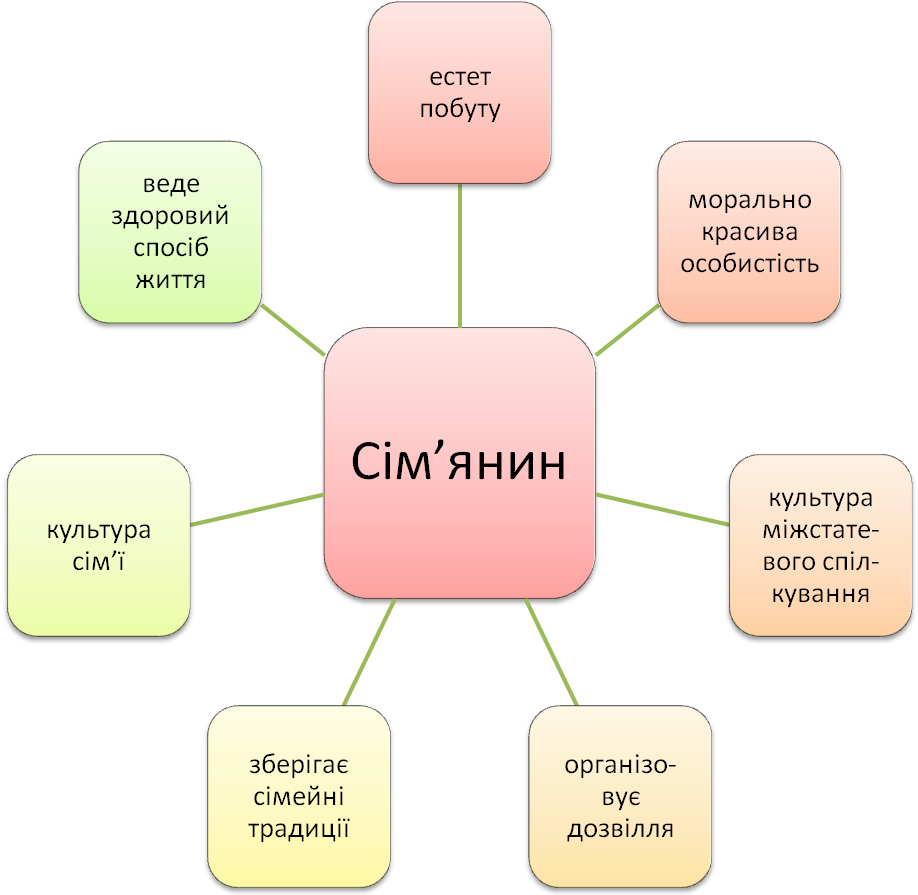 естет
побуту
морально
красива
особистість
культура
міжстате-
вого спіл-
кування
організо-
вує
дозвілля
зберігає
сімейні
традиції
культура
сім’ї
веде
здоровий
спосіб
життя
Сім’янин